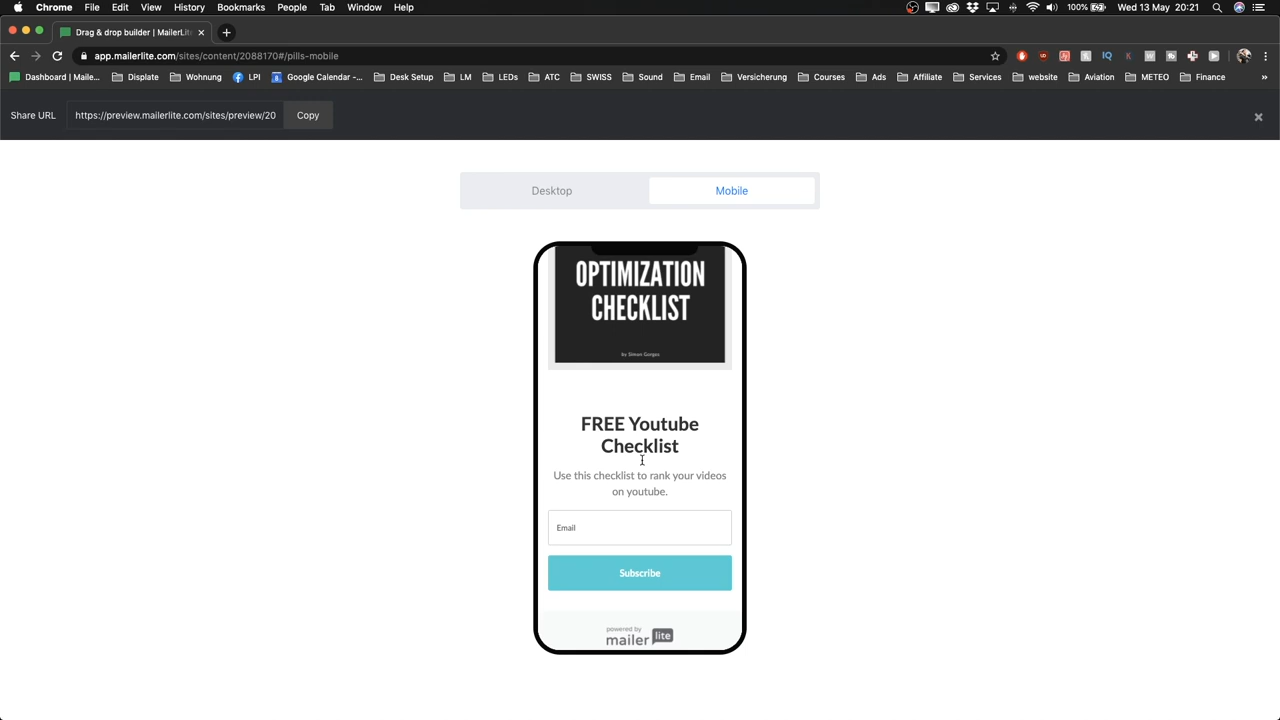 Chrome File Edit View History Bookmarks People Tab Window Help 100% Wed 13 May 20:21
Drag & drop builder | MailerLit
app.mailerlite.com/sites/content/2088170#/pills-mobile
Dashboard | Maile... Displate Wohnung LPI Google Calendar -... Desk Setup LM LEDs ATC SWISS Sound Email Versicherung Courses Ads Affiliate Services website Aviation METEO Finance »
Share URL https://preview.mailerlite.com/sites/preview/20 Copy
Desktop Mobile
OPTIMIZATION
CHECKLIST
by Simon Gorges
FREE Youtube
Checklist
Use this checklist to rank your videos
on youtube.
Email
Subscribe
powered by
mailer lite